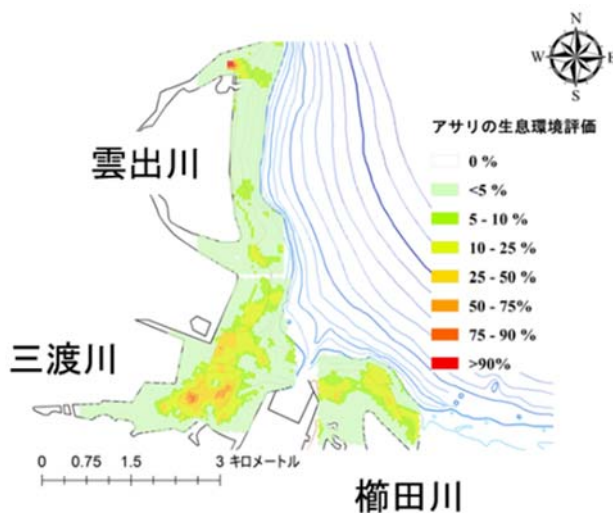 N
W E
S
アサリの生息環境評価
0 %
<5 %
5 - 10 %
10 - 25 %
25 - 50 %
50 - 75%
75 - 90 %
>90%
雲出川
三渡川
0 0.75 1.5 3 キロメートル
櫛田川